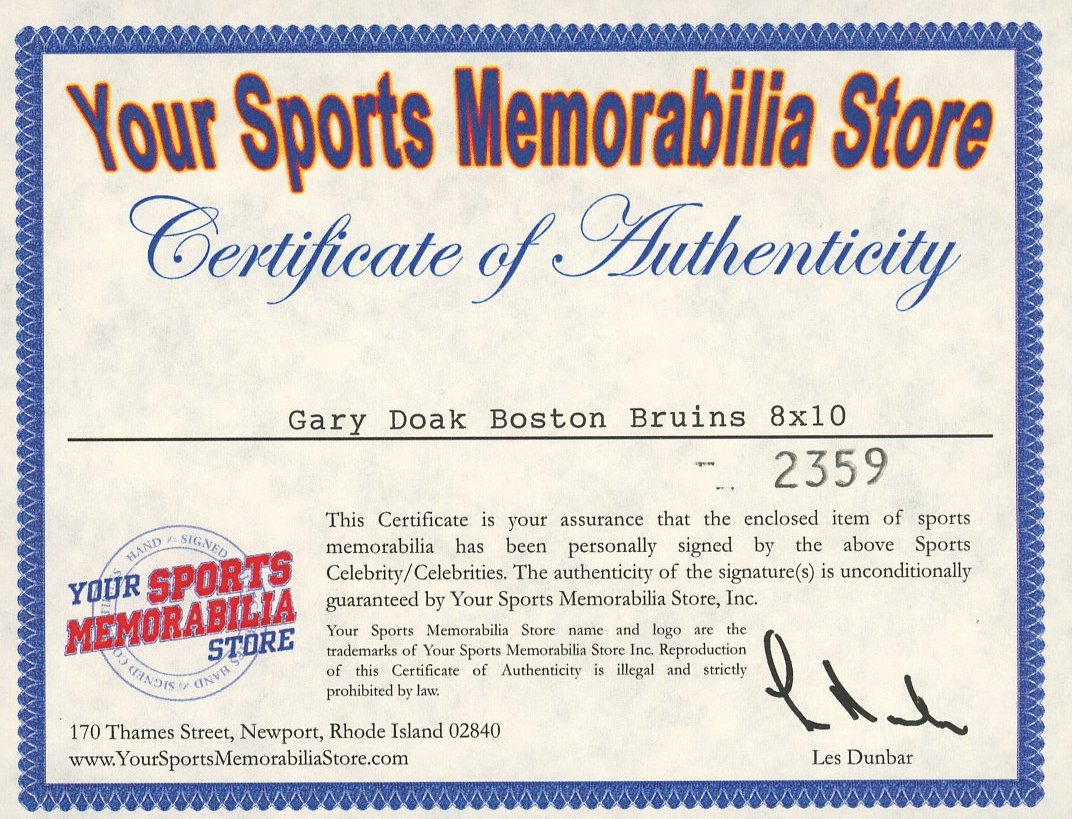 Your Sports Memorabilia Store
Certificate of Authenticity
Gary Doak Boston Bruins 8x10
2359
This Certificate is your assurance that the enclosed item of sports
memorabilia has been personally signed by the above Sports
Celebrity/Celebrities. The authenticity of the signature(s) is unconditionally
guaranteed by Your Sports Memorabilia Store, Inc.
Your Sports Memorabilia Store name and logo are the
trademarks of Your Sports Memorabilia Store Inc. Reproduction
of this Certificate of Authenticity is illegal and strictly
prohibited by law.
HAND & SIGNED
YOUR SPORTS
MEMORABILIA
STORE
HAND SIGNED
170 Thames Street, Newport, Rhode Island 02840
www.YourSportsMemorabiliaStore.com
Les Dunbar